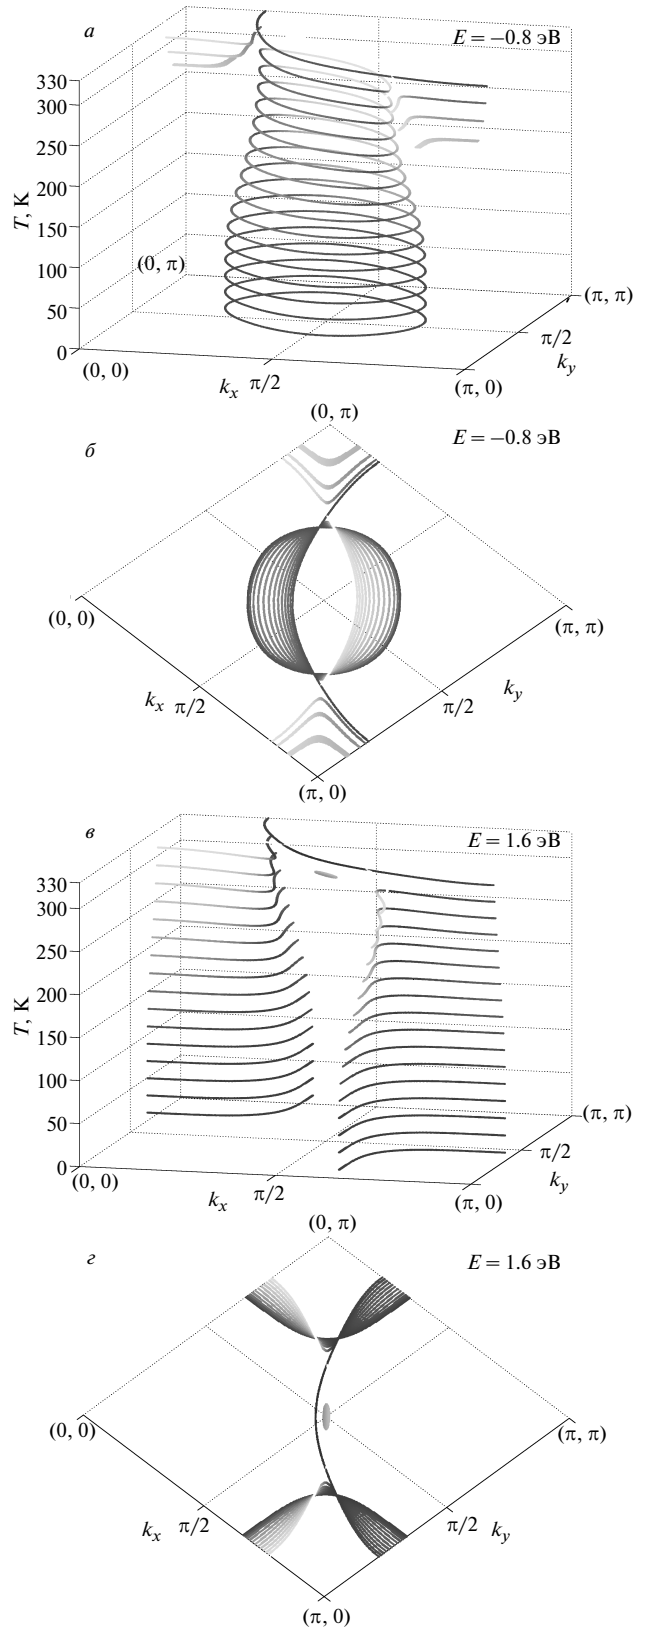 а
E = −0.8 эВ
330
300
250
200
150
100
50
0
T, K
(0, π)
(0, 0)
k_x π/2
(π, 0)
π/2
k_y
(π, π)
(0, π)
б
E = −0.8 эВ
(0, 0)
(π, π)
k_x π/2
π/2
k_y
(π, 0)
в
E = 1.6 эВ
330
300
250
200
150
100
50
0
T, K
(0, 0)
k_x
π/2
(π, 0)
π/2
k_y
(π, π)
(0, π)
г
E = 1.6 эВ
(0, 0)
(π, π)
k_x
π/2
π/2 k_y
(π, 0)